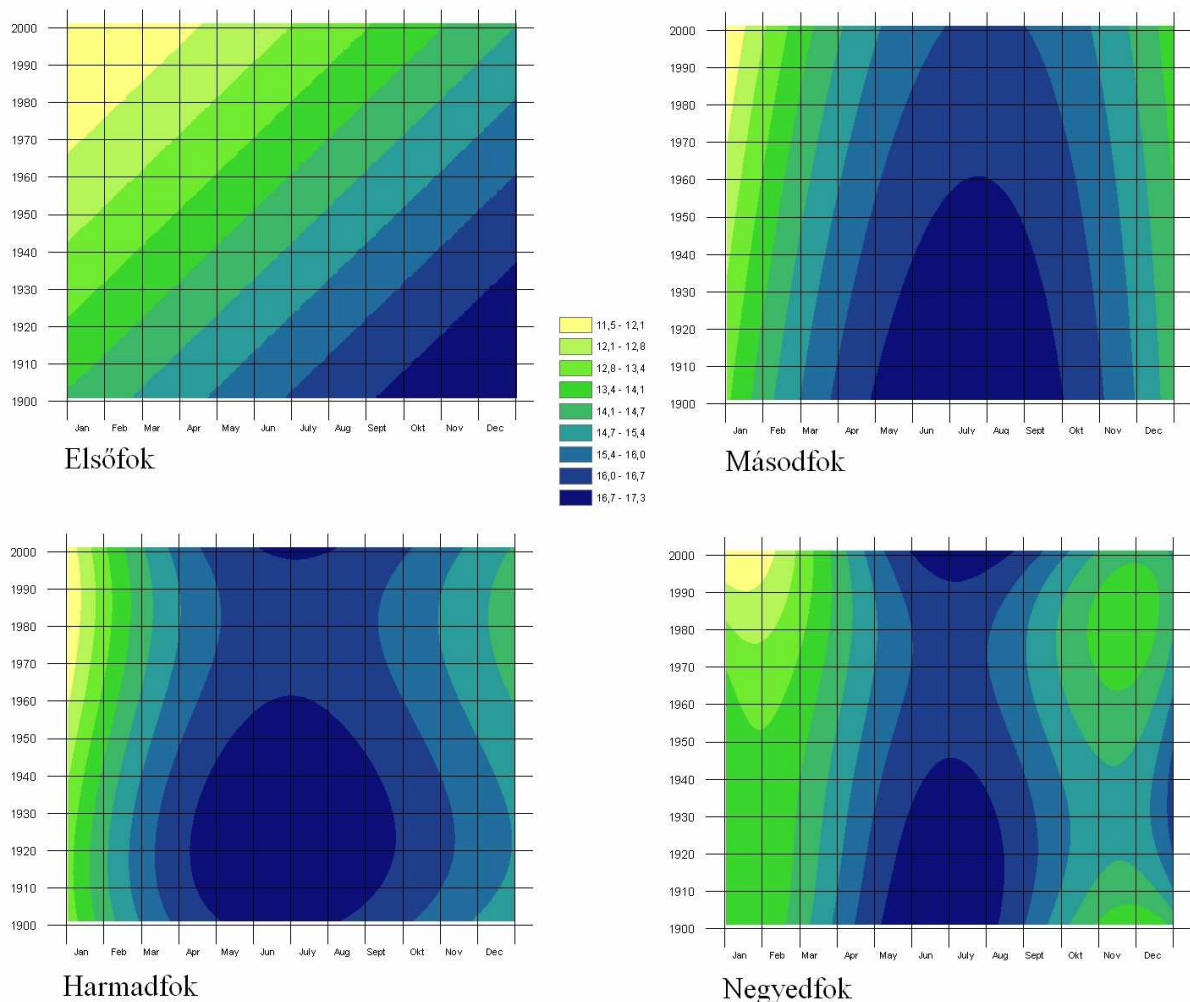 2000
1990
1980
1970
1960
1950
1940
1930
1920
1910
1900
Jan Feb Mar Apr May Jun July Aug Sept Okt Nov Dec
Elsőfok
2000
1990
1980
1970
1960
1950
1940
1930
1920
1910
1900
Jan Feb Mar Apr May Jun July Aug Sept Okt Nov Dec
Másodfok
11,5 - 12,1
12,1 - 12,8
12,8 - 13,4
13,4 - 14,1
14,1 - 14,7
14,7 - 15,4
15,4 - 16,0
16,0 - 16,7
16,7 - 17,3
2000
1990
1980
1970
1960
1950
1940
1930
1920
1910
1900
Jan Feb Mar Apr May Jun July Aug Sept Okt Nov Dec
Harmadfok
2000
1990
1980
1970
1960
1950
1940
1930
1920
1910
1900
Jan Feb Mar Apr May Jun July Aug Sept Okt Nov Dec
Negyedfok